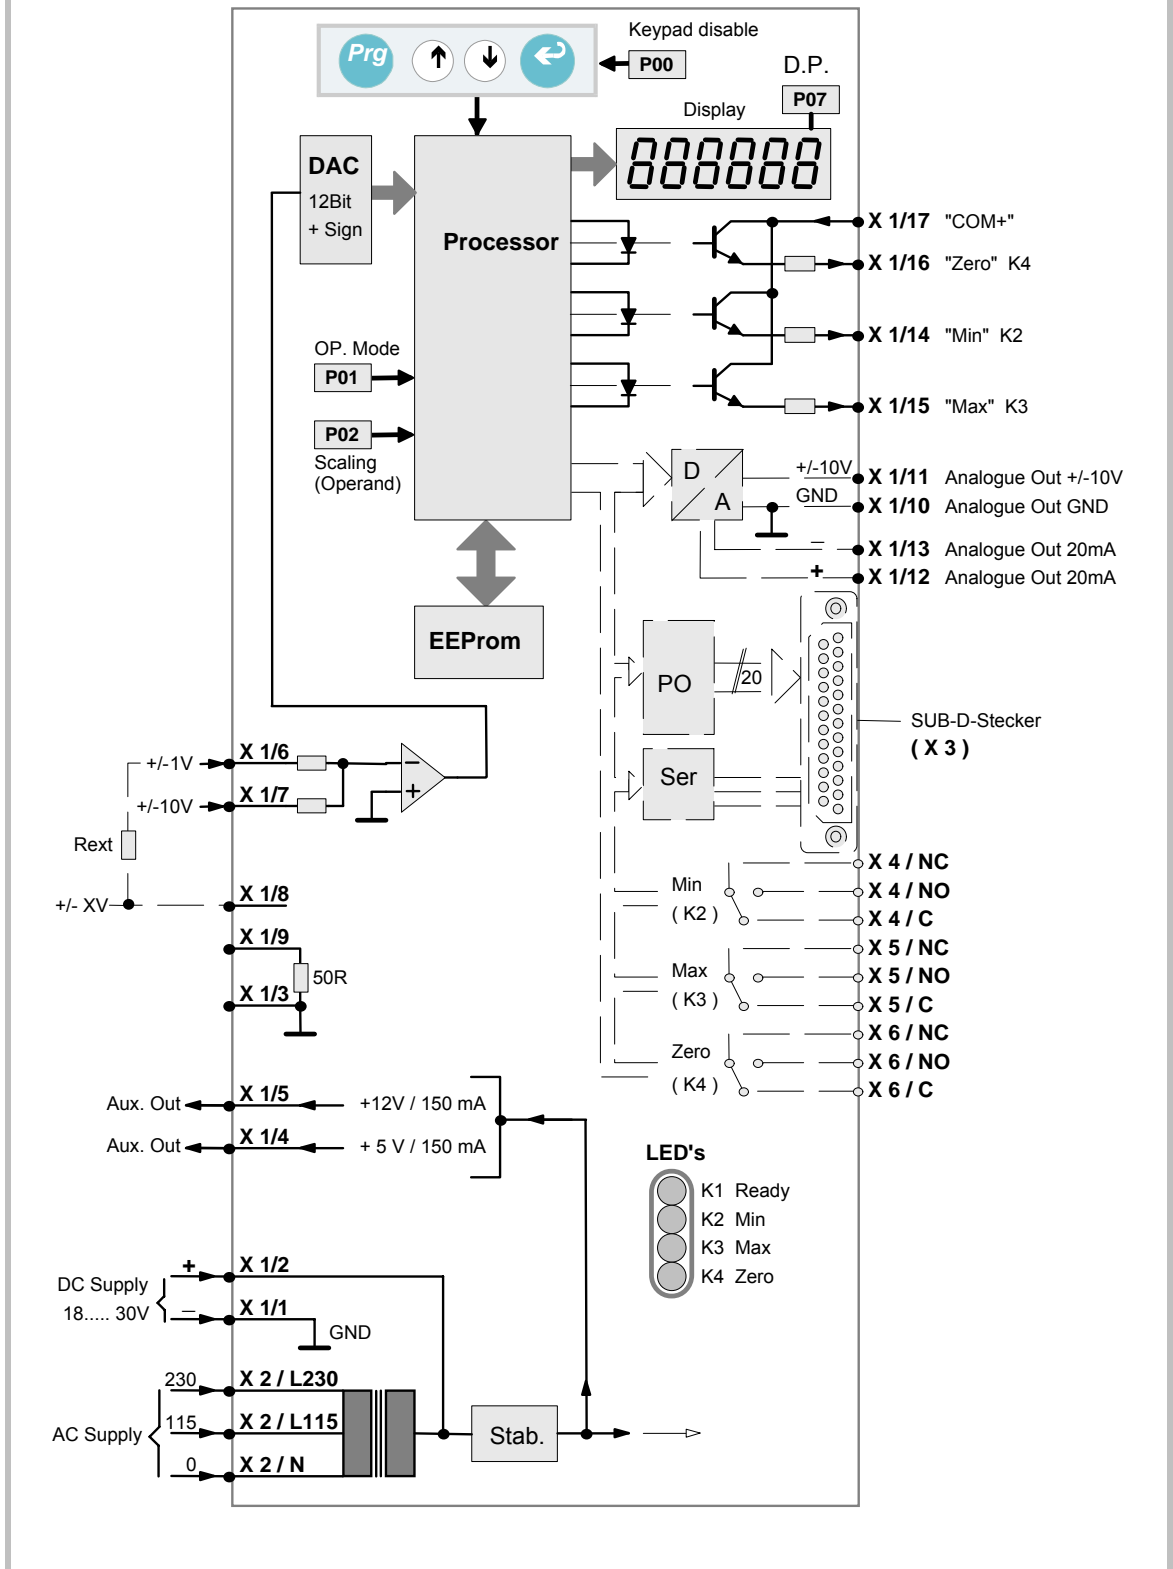 Keypad disable
Prg
P00
D.P.
P07
Display
DAC
12Bit
+ Sign
Processor
X 1/17 "COM+"
X 1/16 "Zero" K4
X 1/14 "Min" K2
X 1/15 "Max" K3
OP. Mode
P01
P02
Scaling
(Operand)
D
A
+/-10V
X 1/11 Analogue Out +/-10V
GND
X 1/10 Analogue Out GND
−
X 1/13 Analogue Out 20mA
+
X 1/12 Analogue Out 20mA
EEProm
PO
20
SUB-D-Stecker
( X 3 )
Ser
+/-1V
X 1/6
+/-10V
X 1/7
−
+
Rext
+/- XV
X 1/8
X 1/9
50R
X 1/3
Min
( K2 )
X 4 / NC
X 4 / NO
X 4 / C
Max
( K3 )
X 5 / NC
X 5 / NO
X 5 / C
Zero
( K4 )
X 6 / NC
X 6 / NO
X 6 / C
Aux. Out
X 1/5
+12V / 150 mA
Aux. Out
X 1/4
+ 5 V / 150 mA
LED's
K1 Ready
K2 Min
K3 Max
K4 Zero
DC Supply
18..... 30V
+
X 1/2
−
X 1/1
GND
AC Supply
230
X 2 / L230
115
X 2 / L115
0
X 2 / N
Stab.